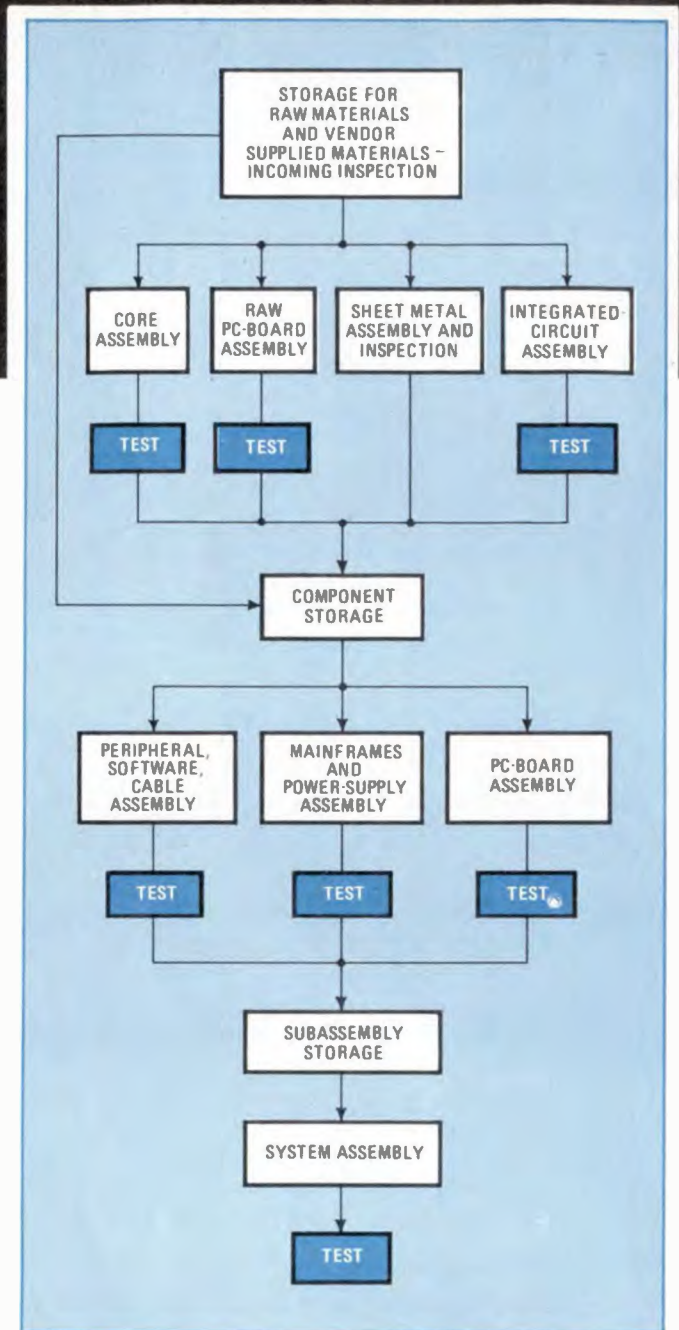 STORAGE FOR
RAW MATERIALS
AND VENDOR
SUPPLIED MATERIALS –
INCOMING INSPECTION
CORE
ASSEMBLY
RAW
PC-BOARD
ASSEMBLY
SHEET METAL
ASSEMBLY AND
INSPECTION
INTEGRATED-
CIRCUIT
ASSEMBLY
TEST
TEST
TEST
COMPONENT
STORAGE
PERIPHERAL,
SOFTWARE,
CABLE
ASSEMBLY
MAINFRAMES
AND
POWER-SUPPLY
ASSEMBLY
PC-BOARD
ASSEMBLY
TEST
TEST
TEST
SUBASSEMBLY
STORAGE
SYSTEM ASSEMBLY
TEST